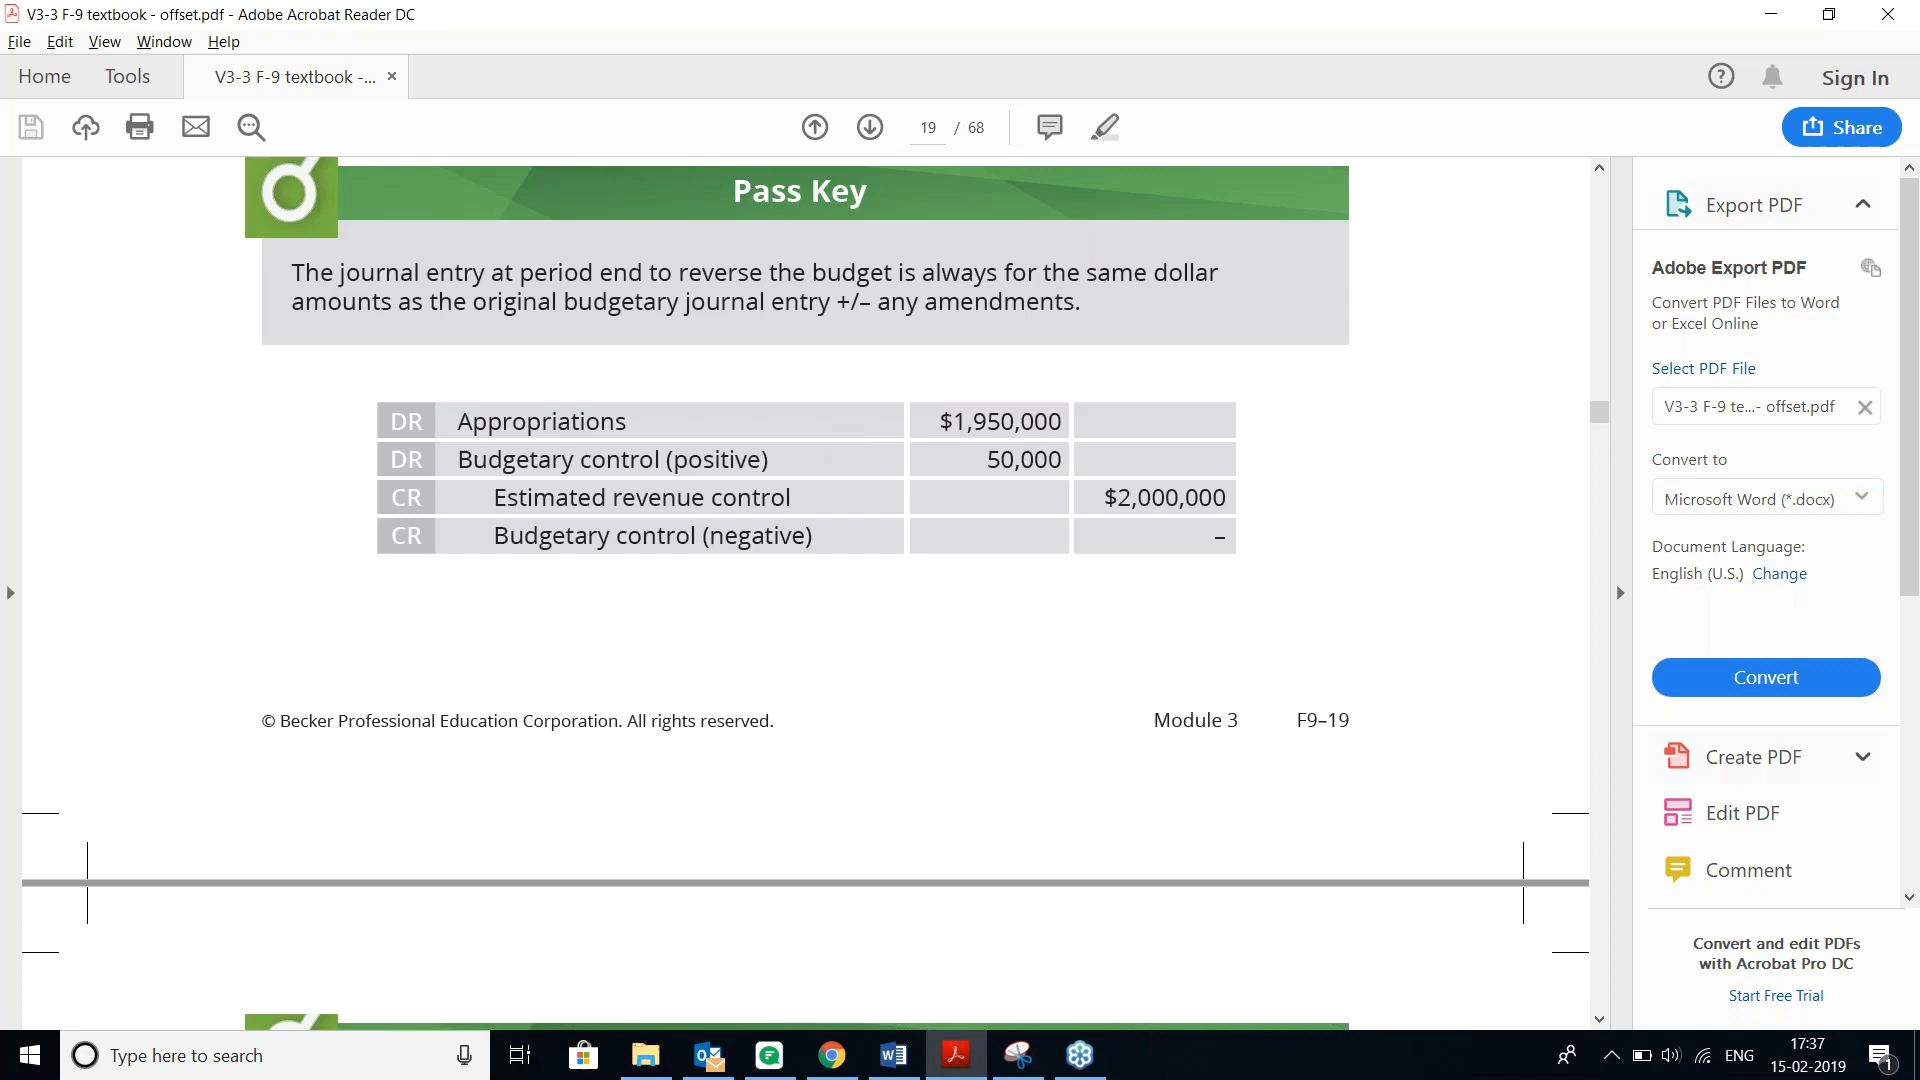 V3-3 F-9 textbook - offset.pdf - Adobe Acrobat Reader DC
File Edit View Window Help
Home Tools V3-3 F-9 textbook -... × Sign In
19 / 68 Share
Pass Key
The journal entry at period end to reverse the budget is always for the same dollar
amounts as the original budgetary journal entry +/– any amendments.
DR Appropriations $1,950,000
DR Budgetary control (positive) 50,000
CR Estimated revenue control $2,000,000
CR Budgetary control (negative) –
© Becker Professional Education Corporation. All rights reserved. Module 3 F9–19
Export PDF
Adobe Export PDF
Convert PDF Files to Word
or Excel Online
Select PDF File
V3-3 F-9 te...- offset.pdf
Convert to
Microsoft Word (*.docx)
Document Language:
English (U.S.) Change
Convert
Create PDF
Edit PDF
Comment
Convert and edit PDFs
with Acrobat Pro DC
Start Free Trial
Type here to search
ENG
17:37
15-02-2019
1